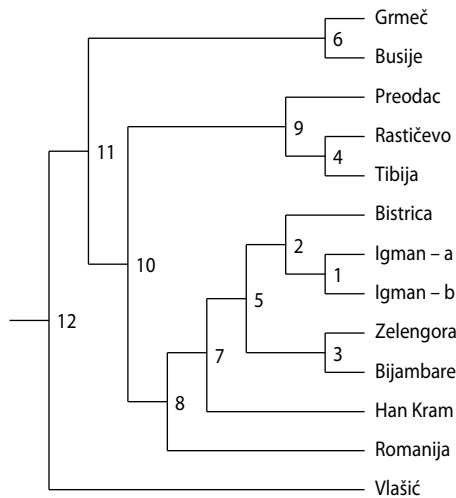 Grmeč
6
Busije
Preodac
9
Rastičevo
4
Tibija
11
Bistrica
2
Igman – a
10
1
Igman – b
5
12
Zelengora
3
7
Bijambare
8
Han Kram
Romanija
Vlašić